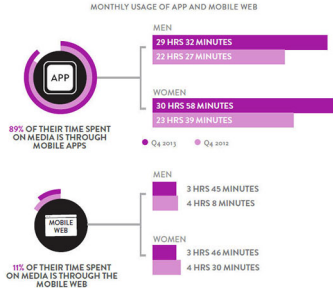 MONTHLY USAGE OF APP AND MOBILE WEB
MEN
29 HRS 32 MINUTES
22 HRS 27 MINUTES
APP
WOMEN
30 HRS 58 MINUTES
23 HRS 39 MINUTES
89% OF THEIR TIME SPENT
ON MEDIA IS THROUGH
MOBILE APPS
Q4 2013 Q4 2012
MEN
3 HRS 45 MINUTES
4 HRS 8 MINUTES
MOBILE
WEB
WOMEN
3 HRS 46 MINUTES
4 HRS 30 MINUTES
11% OF THEIR TIME SPENT
ON MEDIA IS THROUGH THE
MOBILE WEB